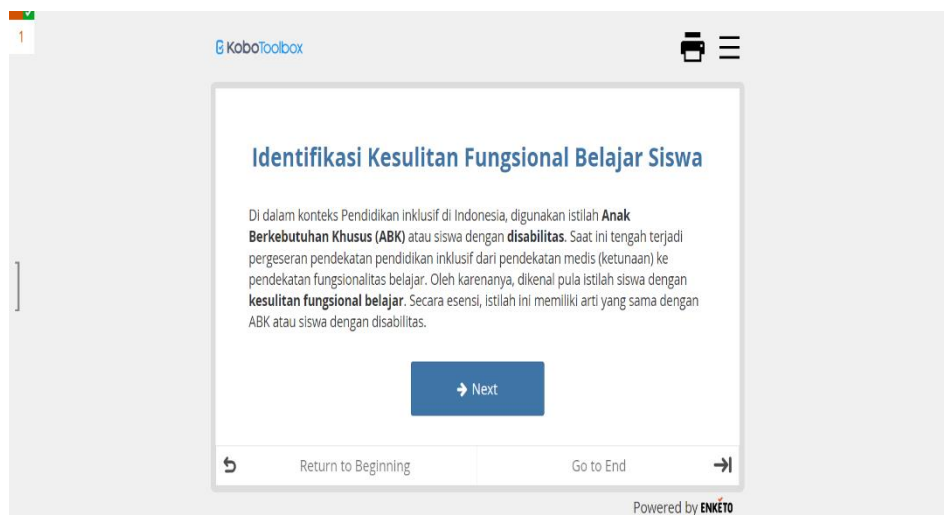 1
KoboToolbox
Identifikasi Kesulitan Fungsional Belajar Siswa
Di dalam konteks Pendidikan inklusif di Indonesia, digunakan istilah Anak
Berkebutuhan Khusus (ABK) atau siswa dengan disabilitas. Saat ini tengah terjadi
pergeseran pendekatan pendidikan inklusif dari pendekatan medis (ketunaan) ke
pendekatan fungsionalitas belajar. Oleh karenanya, dikenal pula istilah siswa dengan
kesulitan fungsional belajar. Secara esensi, istilah ini memiliki arti yang sama dengan
ABK atau siswa dengan disabilitas.
Next
Return to Beginning
Go to End
Powered by ENKÉTO